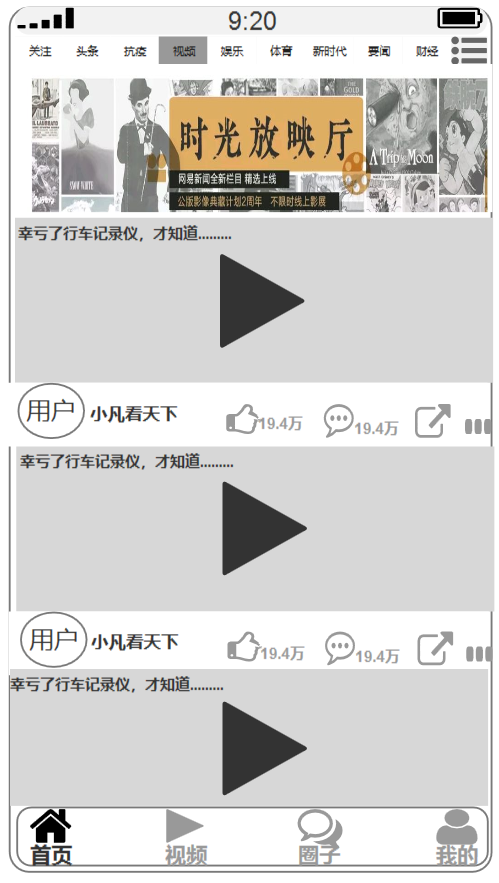 9:20
关注 头条 抗疫 视频 娱乐 体育 新时代 要闻 财经
时光放映厅
网易新闻全新栏目 精选上线
公版影像典藏计划2周年 不限时线上影展
SNOW WHITE
A Trip to the Moon
THE GOLD
幸亏了行车记录仪，才知道.........
用户 小凡看天下 19.4万 19.4万
幸亏了行车记录仪，才知道.........
用户 小凡看天下 19.4万 19.4万
幸亏了行车记录仪，才知道.........
首页 视频 圈子 我的